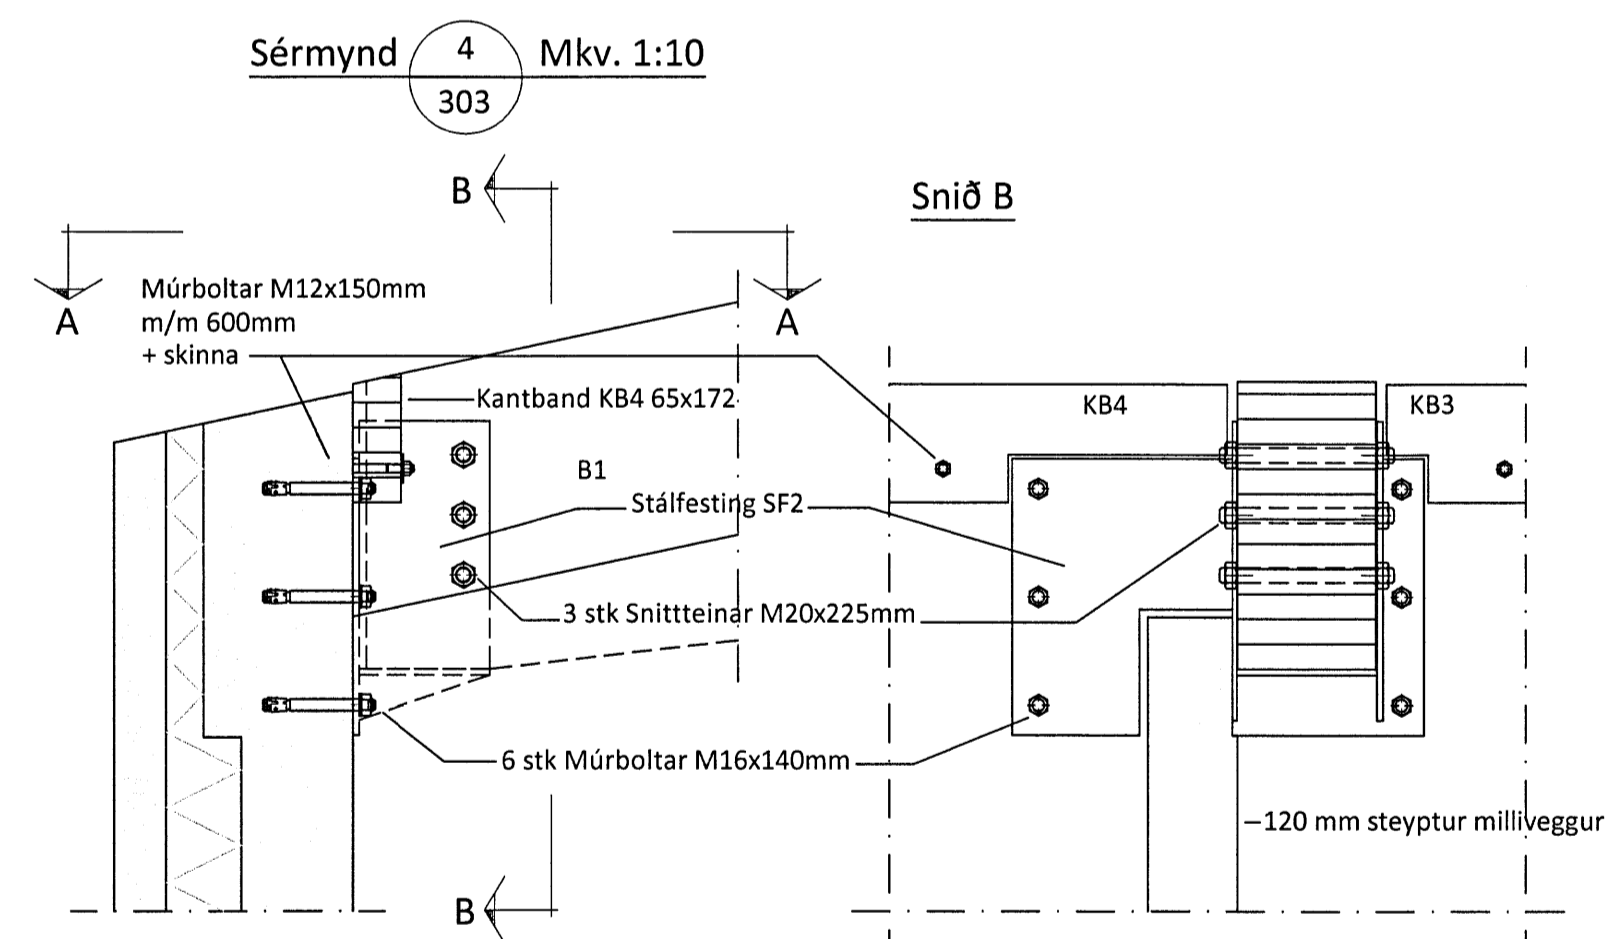 Sérmynd 4 Mkv. 1:10
303
B
Snið B
A
A
Múrboltar M12x150mm
m/m 600mm
+ skinna
Kantband KB4 65x172
KB4
KB3
B1
Stálfesting SF2
3 stk Snittteinar M20x225mm
6 stk Múrboltar M16x140mm
120 mm steyptur milliveggur
B